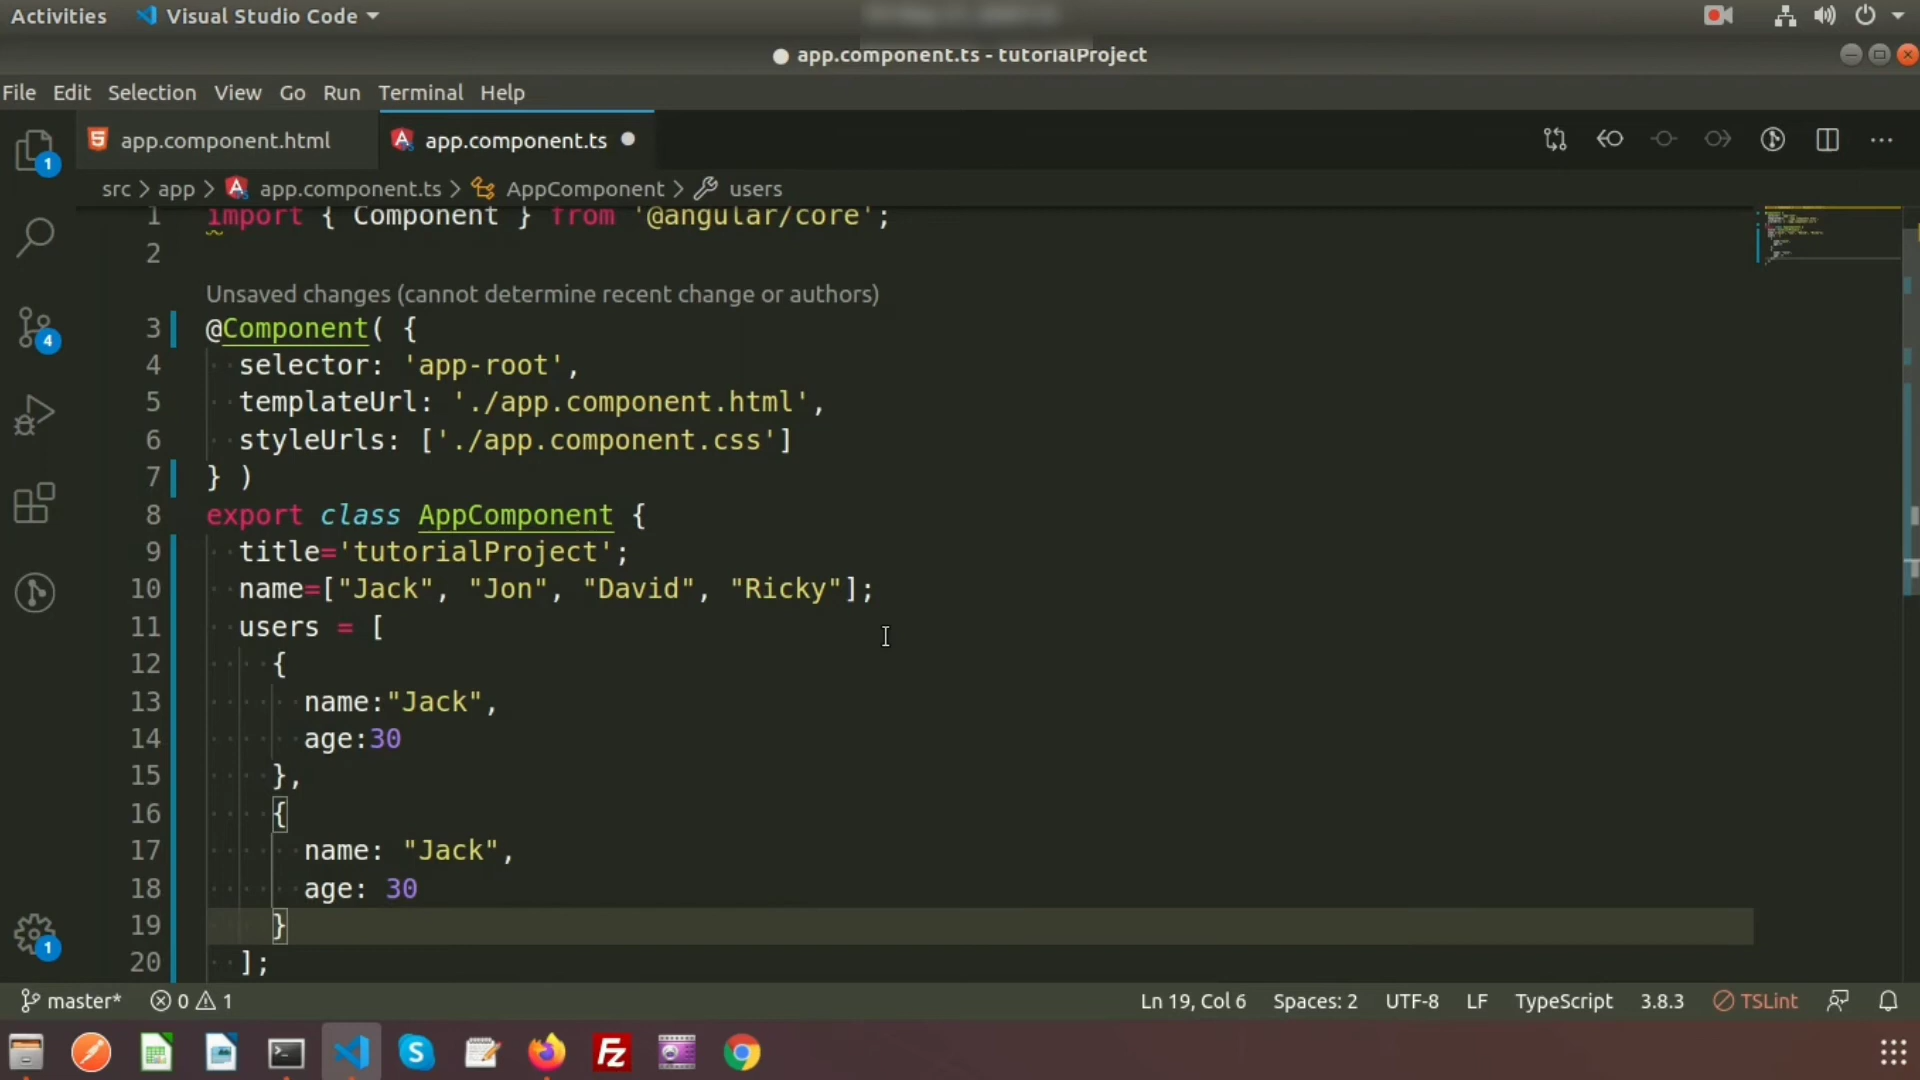 Activities Visual Studio Code
app.component.ts - tutorialProject
File Edit Selection View Go Run Terminal Help
app.component.html app.component.ts
src > app > app.component.ts > AppComponent > users
1 import { Component } from '@angular/core';
2
Unsaved changes (cannot determine recent change or authors)
3 @Component( {
4 selector: 'app-root',
5 templateUrl: './app.component.html',
6 styleUrls: ['./app.component.css']
7 } )
8 export class AppComponent {
9 title='tutorialProject';
10 name=["Jack", "Jon", "David", "Ricky"];
11 users = [
12 {
13 name:"Jack",
14 age:30
15 },
16 {
17 name: "Jack",
18 age: 30
19 }
20 ];
1
4
1
master* 0 1 Ln 19, Col 6 Spaces: 2 UTF-8 LF TypeScript 3.8.3 TSLint